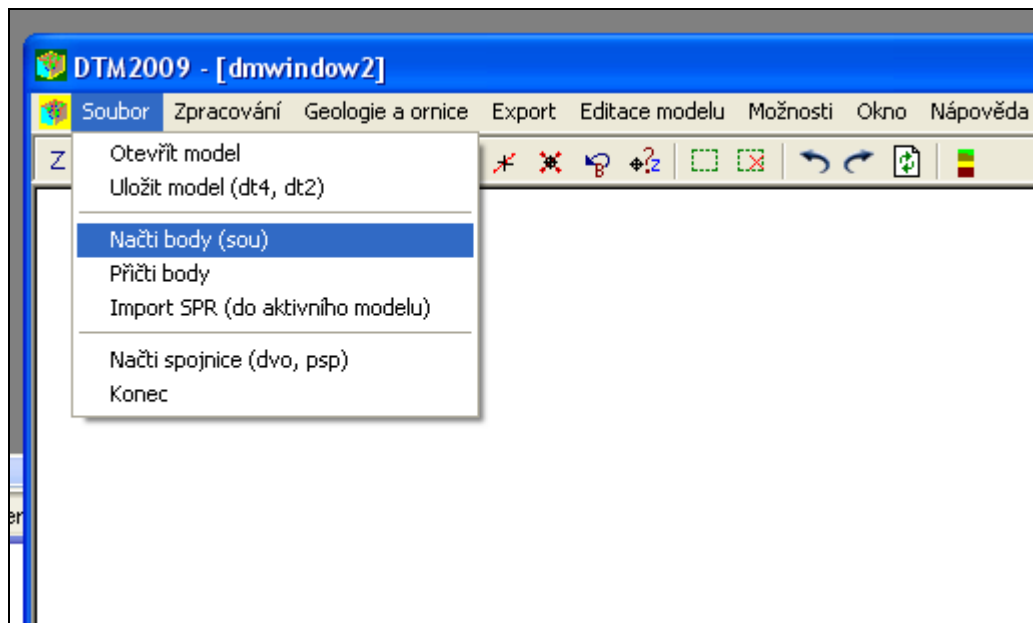 DTM2009 - [dmwindow2]
Soubor Zpracování Geologie a ornice Export Editace modelu Možnosti Okno Nápověda
Z
Otevřít model
Uložit model (dt4, dt2)
Načti body (sou)
Přičti body
Import SPR (do aktivního modelu)
Načti spojnice (dvo, psp)
Konec
er